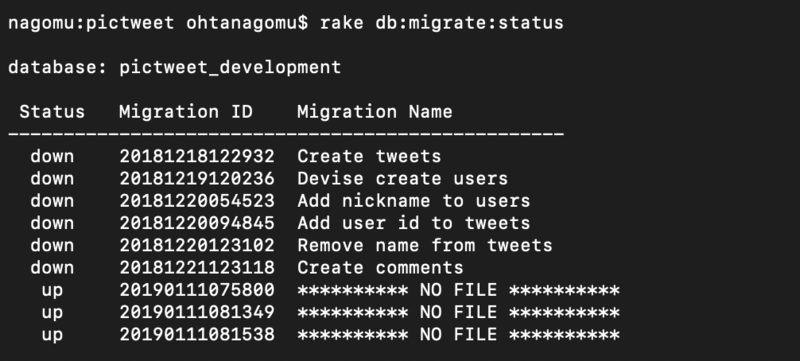 nagomu:pictweet ohtanagomu$ rake db:migrate:status
database: pictweet_development
Status Migration ID Migration Name
--------------------------------------------------
down 20181218122932 Create tweets
down 20181219120236 Devise create users
down 20181220054523 Add nickname to users
down 20181220094845 Add user id to tweets
down 20181220123102 Remove name from tweets
down 20181221123118 Create comments
up 20190111075800 ********** NO FILE **********
up 20190111081349 ********** NO FILE **********
up 20190111081538 ********** NO FILE **********